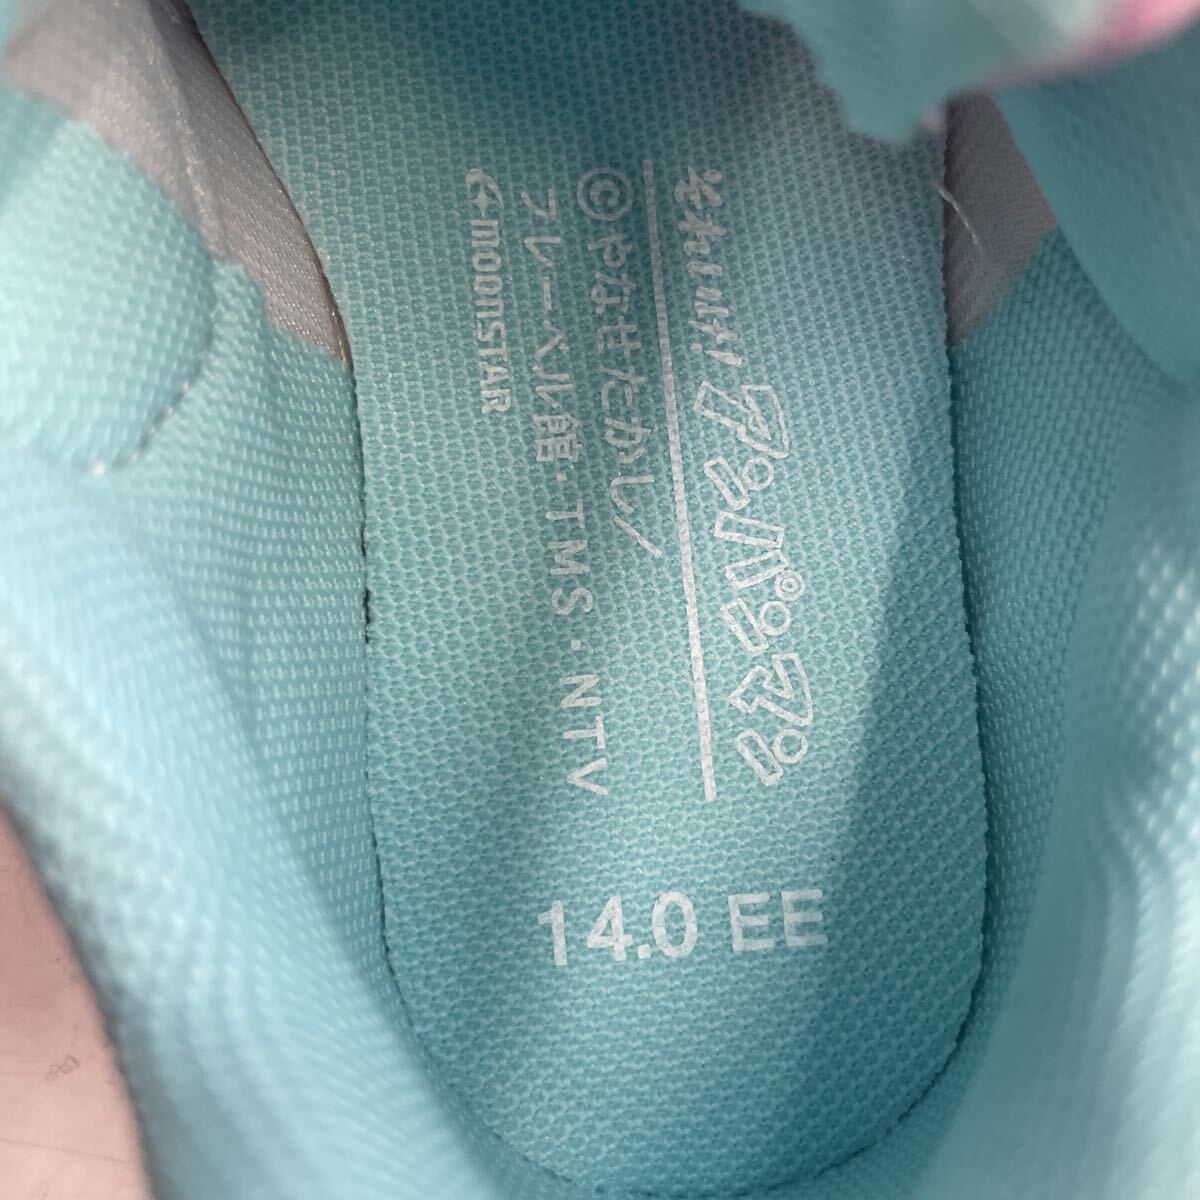 それいけ!アンパンマン
©やなせたかし/
フレーベル館・TMS・NTV
moonSTAR
14.0 EE